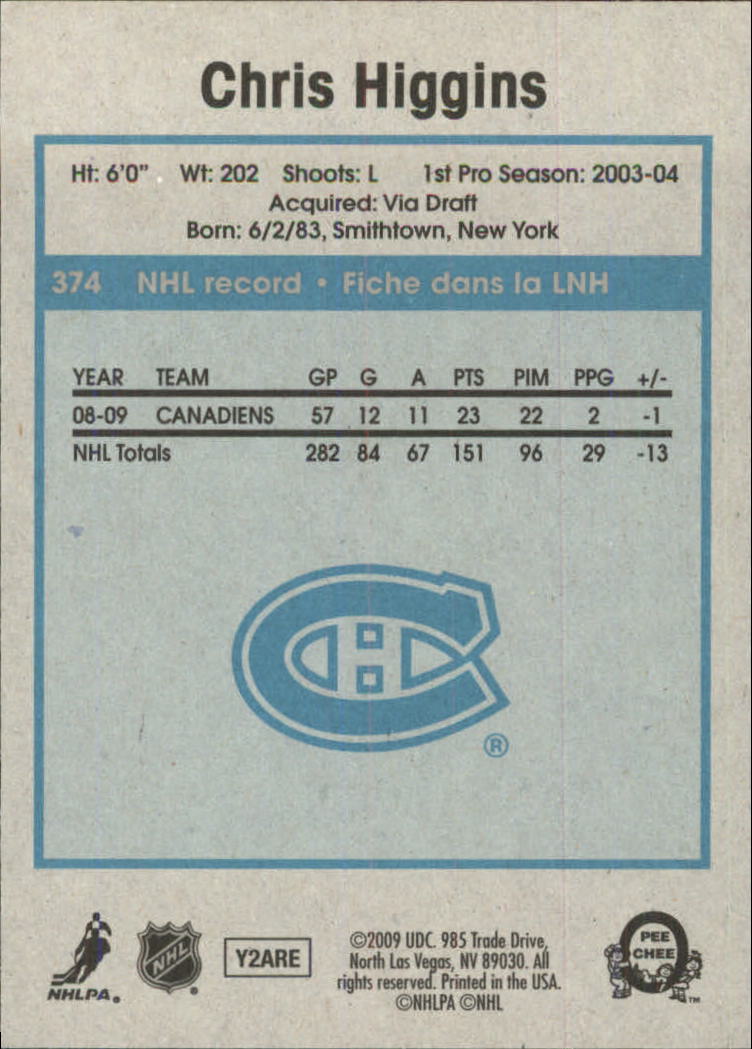 Chris Higgins
Ht: 6'0" Wt: 202 Shoots: L 1st Pro Season: 2003-04
Acquired: Via Draft
Born: 6/2/83, Smithtown, New York
374 NHL record • Fiche dans la LNH
YEAR TEAM GP G A PTS PIM PPG +/-
08-09 CANADIENS 57 12 11 23 22 2 -1
NHL Totals 282 84 67 151 96 29 -13
CH
®
NHLPA®
NHL®
Y2ARE
©2009 UDC. 985 Trade Drive,
North Las Vegas, NV 89030. All
rights reserved. Printed in the USA.
©NHLPA ©NHL
O
PEE
CHEE
™